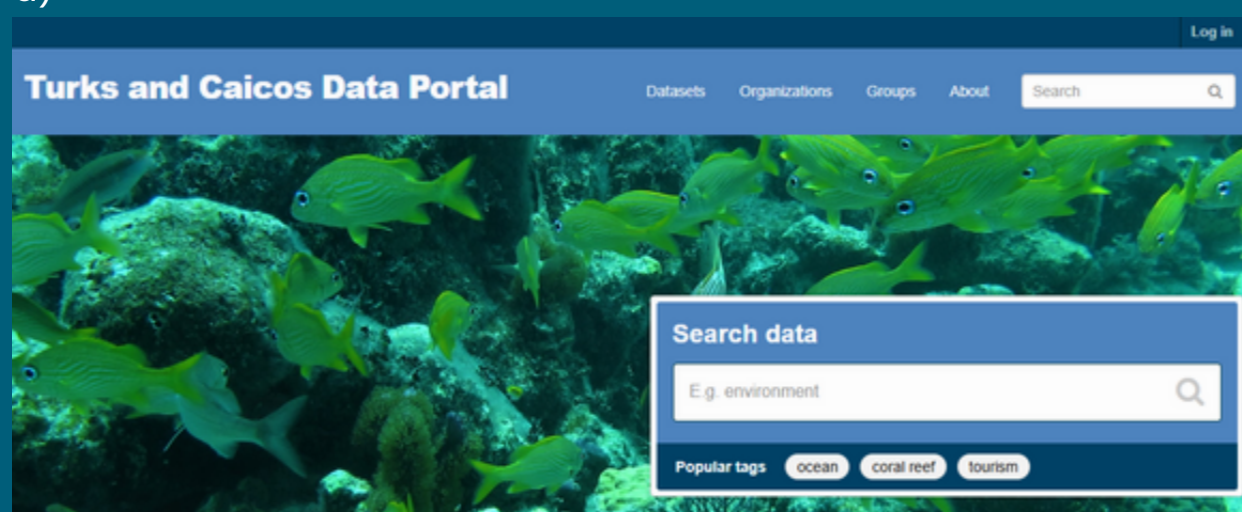 a)
Log in
Turks and Caicos Data Portal
Datasets Organizations Groups About Search
Search data
E.g. environment
Popular tags ocean coral reef tourism